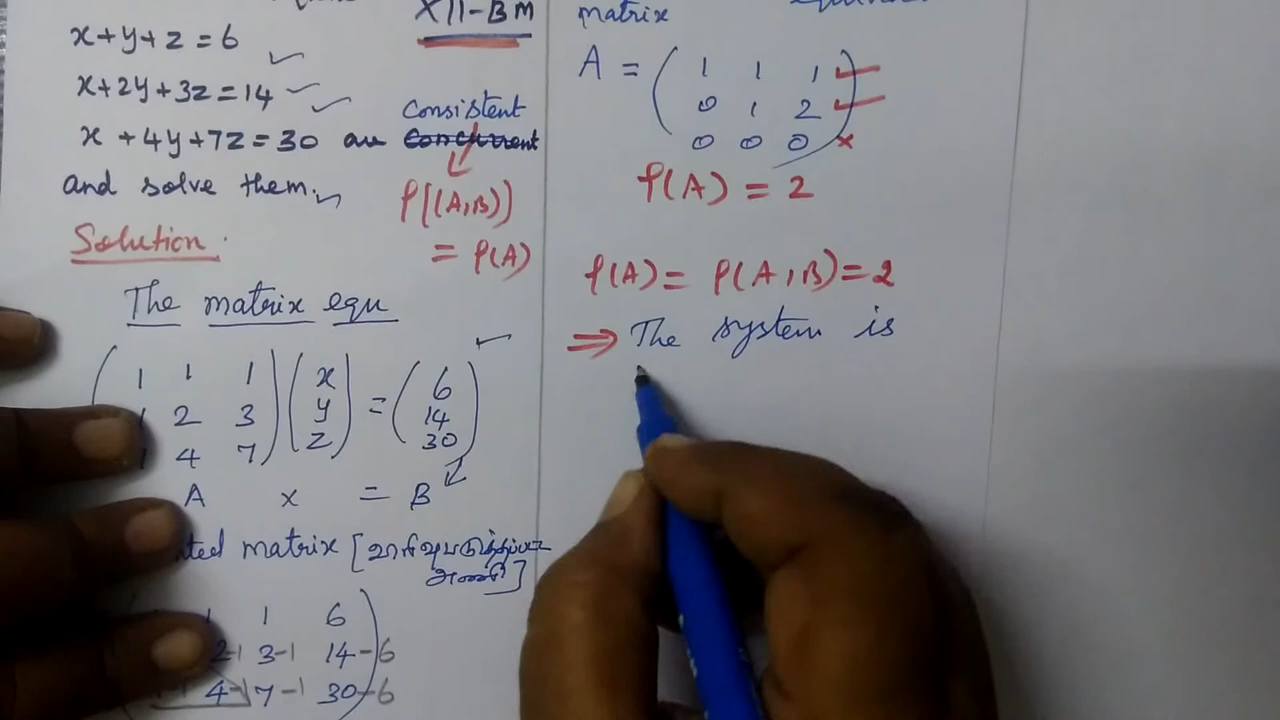 XII-BM
x+y+z=6
x+2y+3z=14
x+4y+7z=30 are
Consistent
and solve them.
ρ[(A,B)]
= ρ(A)
Solution.
The matrix equ
1 1 1 x 6
1 2 3 y = 14
1 4 7 z 30
A x = B
matrix [
1 1 6
2-1 3-1 14-6
4-1 7-1 30-6
matrix
A = ( 1 1 1
0 1 2
0 0 0 ) x
ρ(A) = 2
ρ(A) = ρ(A,B)=2
⇒ The system is